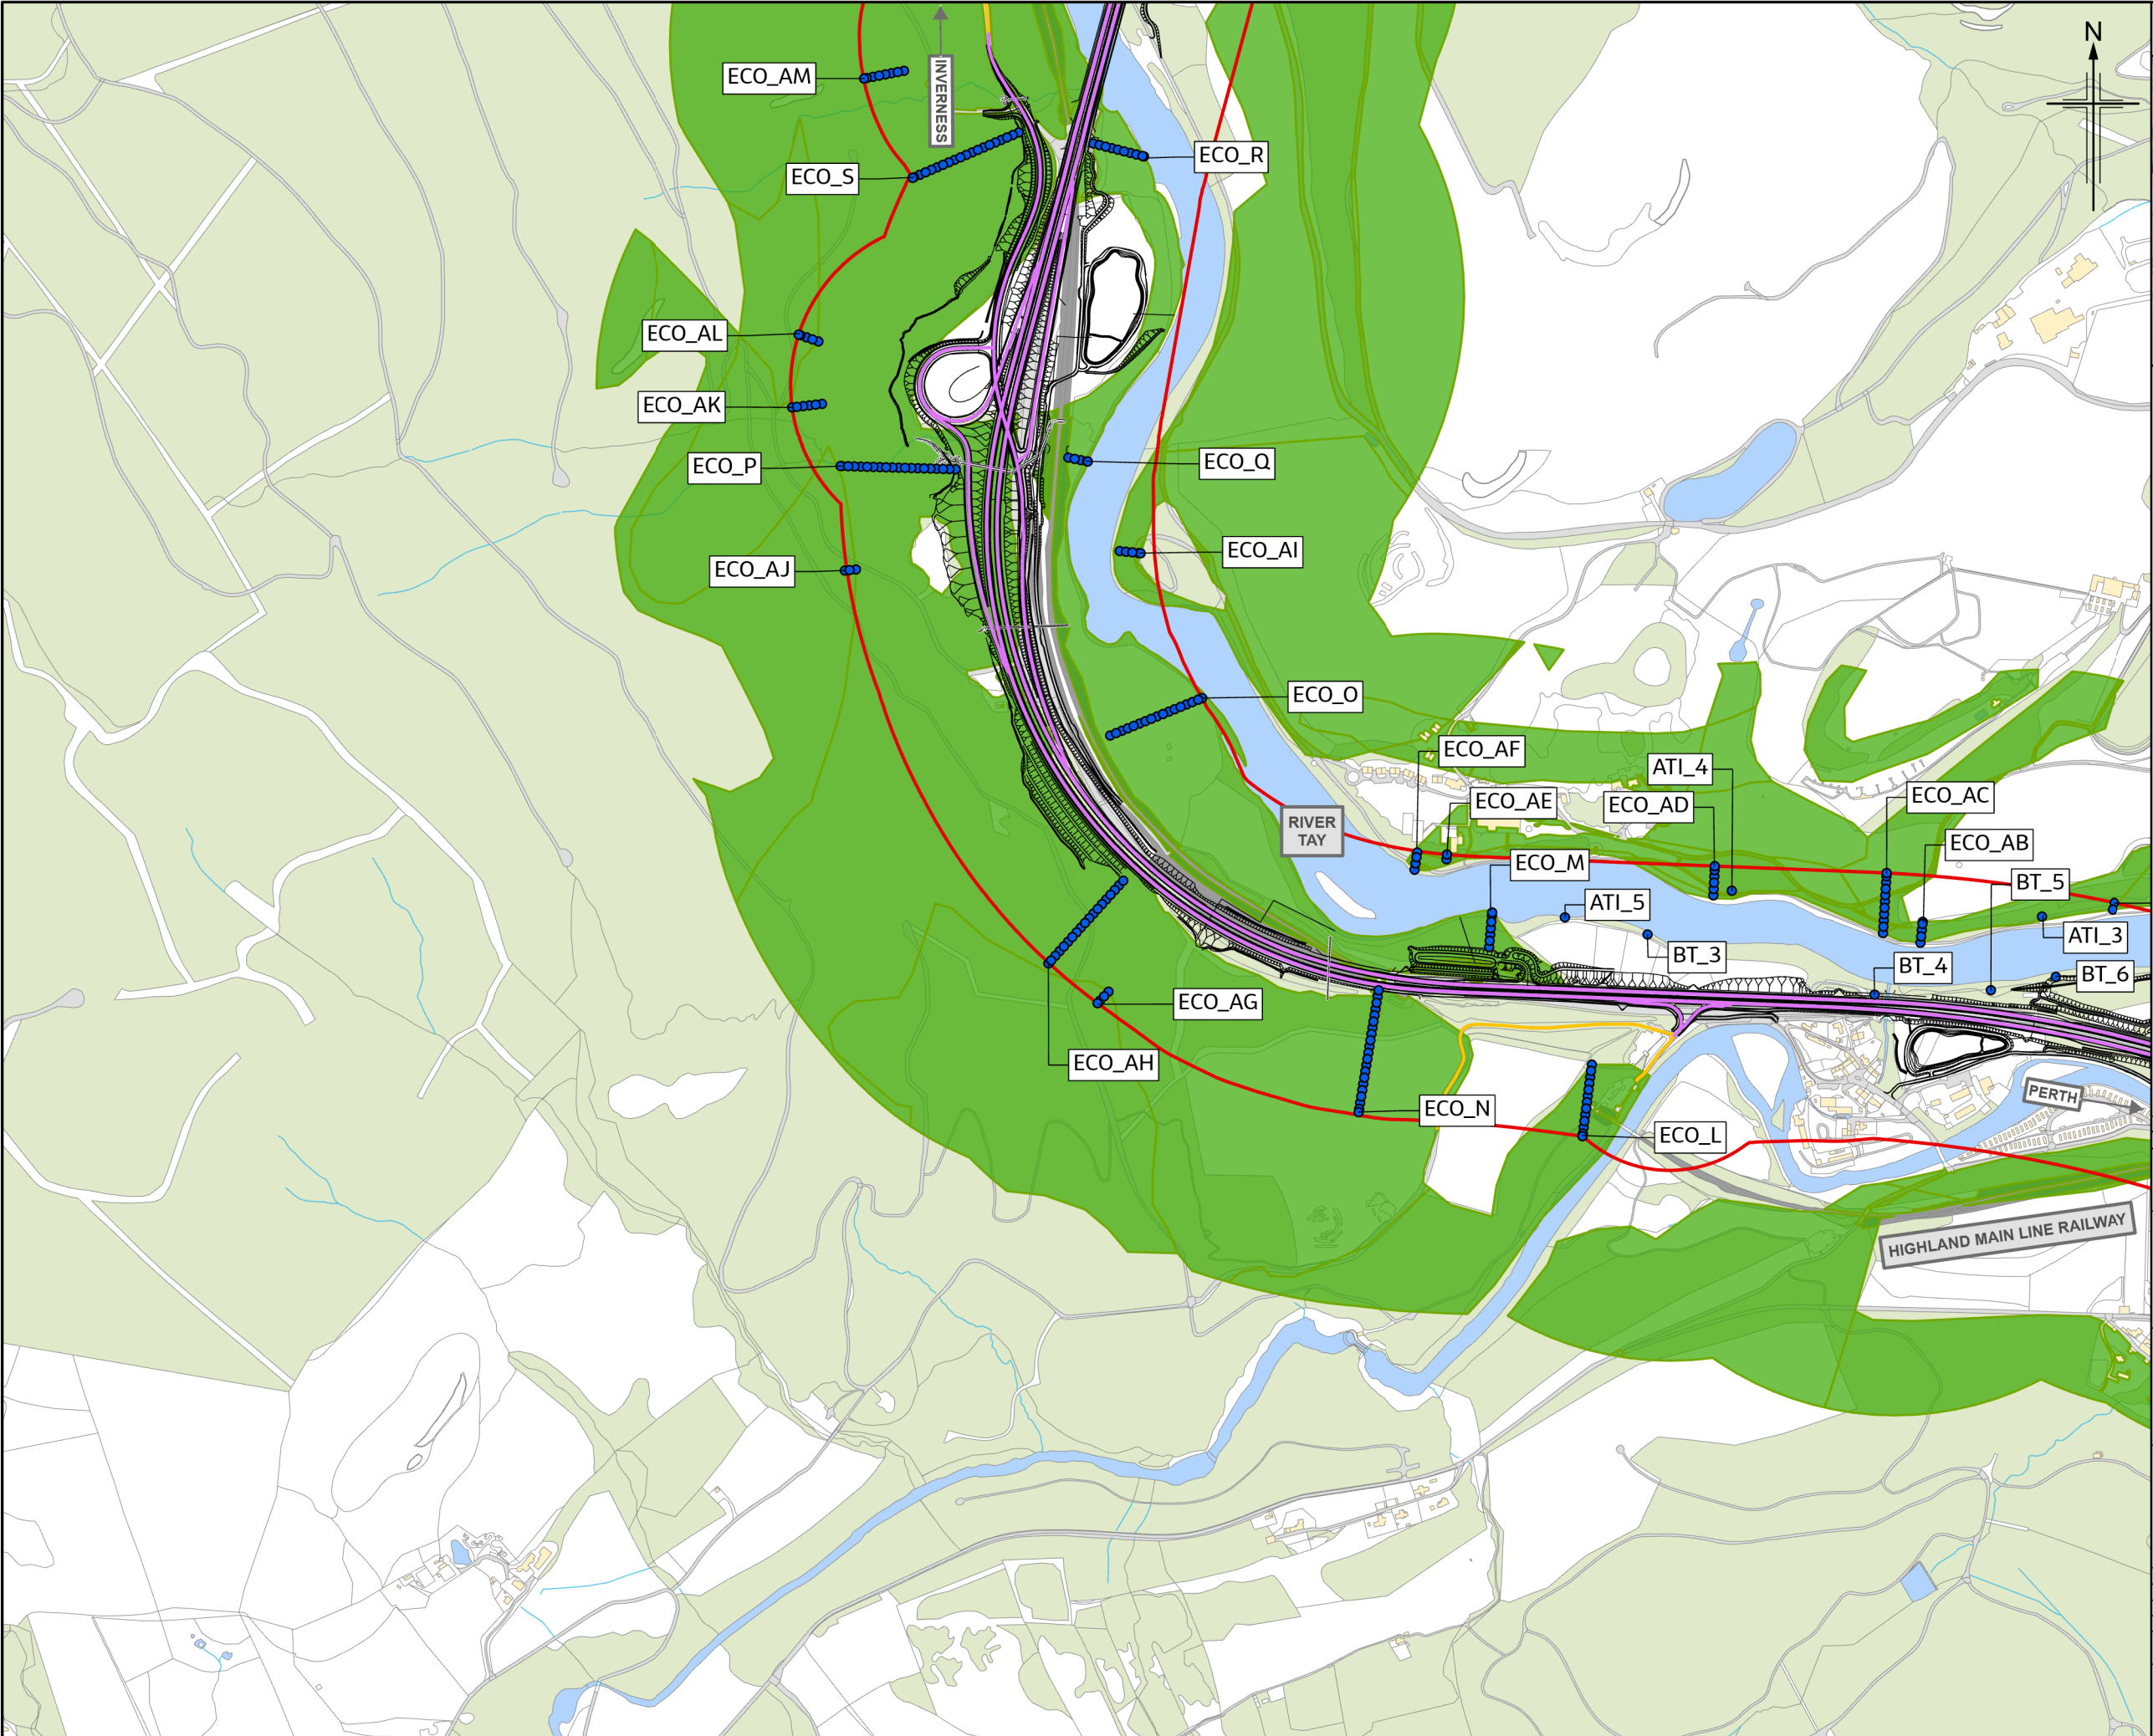 N
ECO_AM
INVERNESS
ECO_S
ECO_R
ECO_AL
ECO_AK
ECO_P
ECO_Q
ECO_AI
ECO_AJ
ECO_O
ECO_AF
ATI_4
ECO_AE
ECO_AD
ECO_AC
RIVER
TAY
ECO_AB
ECO_M
BT_5
ATI_5
ATI_3
BT_3
BT_4
BT_6
ECO_AG
ECO_AH
PERTH
ECO_N
ECO_L
HIGHLAND MAIN LINE RAILWAY